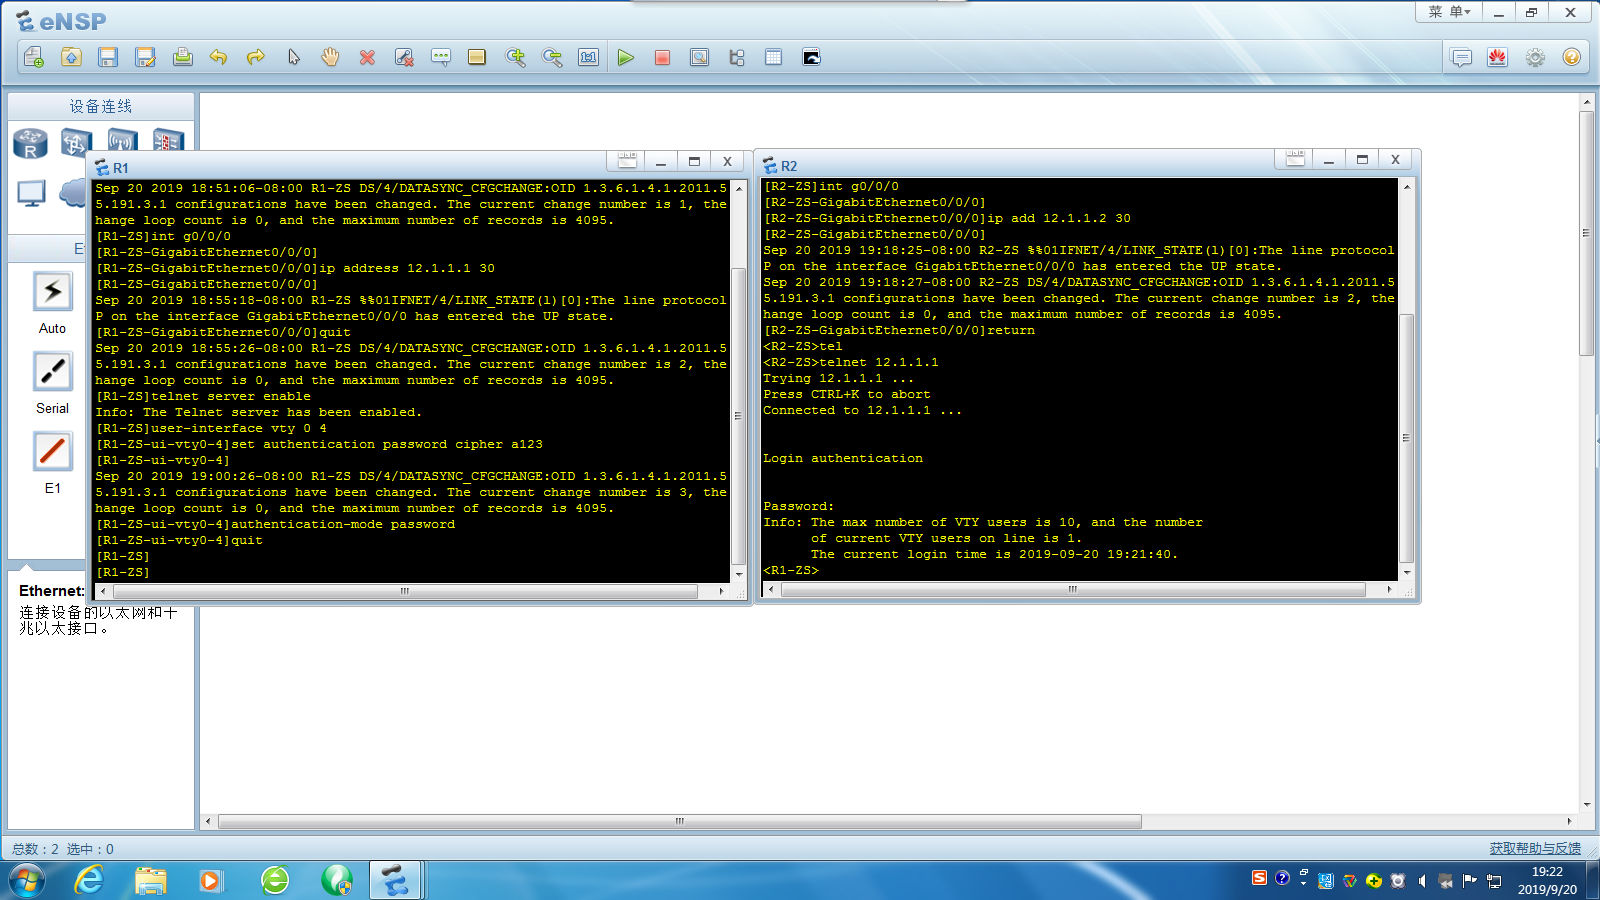 eNSP
菜 单
设备连线
R
R1
Sep 20 2019 18:51:06-08:00 R1-ZS DS/4/DATASYNC_CFGCHANGE:OID 1.3.6.1.4.1.2011.5
5.191.3.1 configurations have been changed. The current change number is 1, the
hange loop count is 0, and the maximum number of records is 4095.
[R1-ZS]int g0/0/0
[R1-ZS-GigabitEthernet0/0/0]
[R1-ZS-GigabitEthernet0/0/0]ip address 12.1.1.1 30
[R1-ZS-GigabitEthernet0/0/0]
Sep 20 2019 18:55:18-08:00 R1-ZS %%01IFNET/4/LINK_STATE(l)[0]:The line protocol
P on the interface GigabitEthernet0/0/0 has entered the UP state.
[R1-ZS-GigabitEthernet0/0/0]quit
Sep 20 2019 18:55:26-08:00 R1-ZS DS/4/DATASYNC_CFGCHANGE:OID 1.3.6.1.4.1.2011.5
5.191.3.1 configurations have been changed. The current change number is 2, the
hange loop count is 0, and the maximum number of records is 4095.
[R1-ZS]telnet server enable
Info: The Telnet server has been enabled.
[R1-ZS]user-interface vty 0 4
[R1-ZS-ui-vty0-4]set authentication password cipher a123
[R1-ZS-ui-vty0-4]
Sep 20 2019 19:00:26-08:00 R1-ZS DS/4/DATASYNC_CFGCHANGE:OID 1.3.6.1.4.1.2011.5
5.191.3.1 configurations have been changed. The current change number is 3, the
hange loop count is 0, and the maximum number of records is 4095.
[R1-ZS-ui-vty0-4]authentication-mode password
[R1-ZS-ui-vty0-4]quit
[R1-ZS]
[R1-ZS]
R2
[R2-ZS]int g0/0/0
[R2-ZS-GigabitEthernet0/0/0]
[R2-ZS-GigabitEthernet0/0/0]ip add 12.1.1.2 30
[R2-ZS-GigabitEthernet0/0/0]
Sep 20 2019 19:18:25-08:00 R2-ZS %%01IFNET/4/LINK_STATE(l)[0]:The line protocol
P on the interface GigabitEthernet0/0/0 has entered the UP state.
Sep 20 2019 19:18:27-08:00 R2-ZS DS/4/DATASYNC_CFGCHANGE:OID 1.3.6.1.4.1.2011.5
5.191.3.1 configurations have been changed. The current change number is 2, the
hange loop count is 0, and the maximum number of records is 4095.
[R2-ZS-GigabitEthernet0/0/0]return
<R2-ZS>tel
<R2-ZS>telnet 12.1.1.1
Trying 12.1.1.1 ...
Press CTRL+K to abort
Connected to 12.1.1.1 ...
Login authentication
Password:
Info: The max number of VTY users is 10, and the number
of current VTY users on line is 1.
The current login time is 2019-09-20 19:21:40.
<R1-ZS>
Auto
Serial
E1
Ethernet:
连接设备的以太网和千
兆以太接口。
总数：2 选中：0
获取帮助与反馈
19:22
2019/9/20